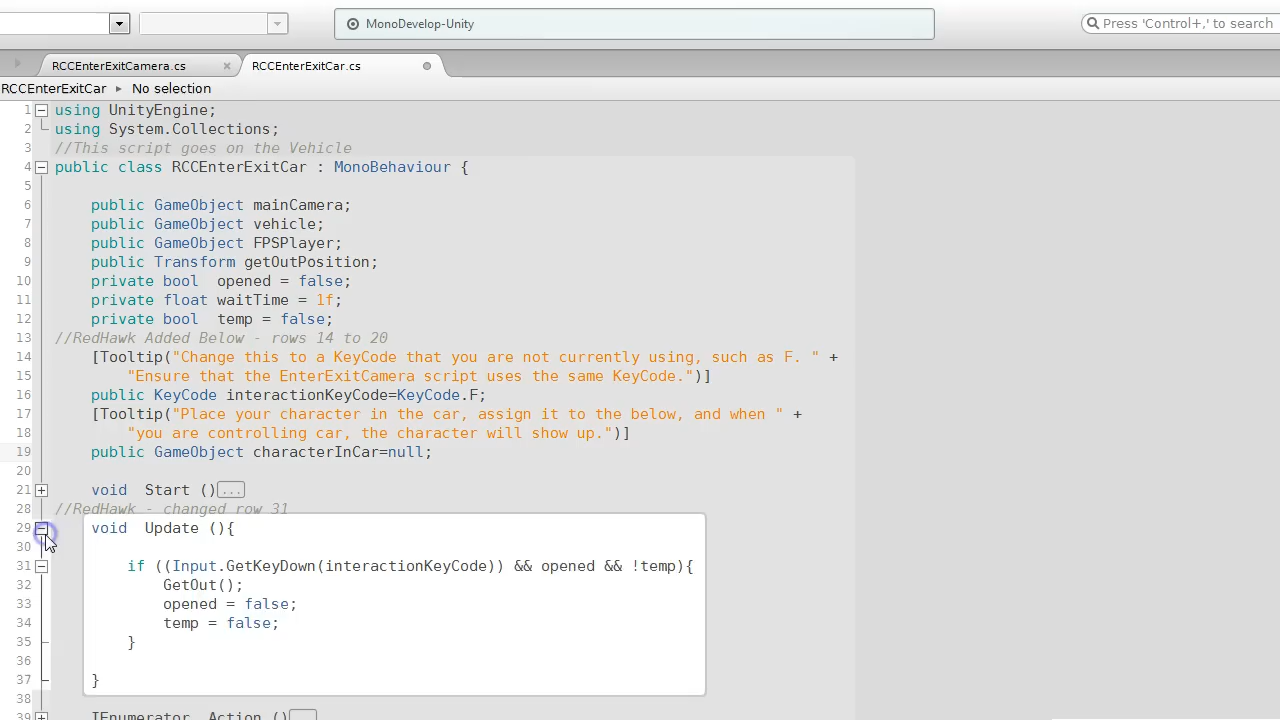 MonoDevelop-Unity
Press 'Control+,' to search
RCCEnterExitCamera.cs
RCCEnterExitCar.cs
RCCEnterExitCar ▸ No selection
1 using UnityEngine;
2 using System.Collections;
3 //This script goes on the Vehicle
4 public class RCCEnterExitCar : MonoBehaviour {
5
6 public GameObject mainCamera;
7 public GameObject vehicle;
8 public GameObject FPSPlayer;
9 public Transform getOutPosition;
10 private bool  opened = false;
11 private float waitTime = 1f;
12 private bool  temp = false;
13 //RedHawk Added Below - rows 14 to 20
14 [Tooltip("Change this to a KeyCode that you are not currently using, such as F. " +
15 "Ensure that the EnterExitCamera script uses the same KeyCode.")]
16 public KeyCode interactionKeyCode=KeyCode.F;
17 [Tooltip("Place your character in the car, assign it to the below, and when " +
18 "you are controlling car, the character will show up.")]
19 public GameObject characterInCar=null;
20
21 void  Start ()...
28 //RedHawk - changed row 31
29 void  Update (){
30
31 if ((Input.GetKeyDown(interactionKeyCode)) && opened && !temp){
32 GetOut();
33 opened = false;
34 temp = false;
35 }
36
37 }
38
39 IEnumerator  Action ()...